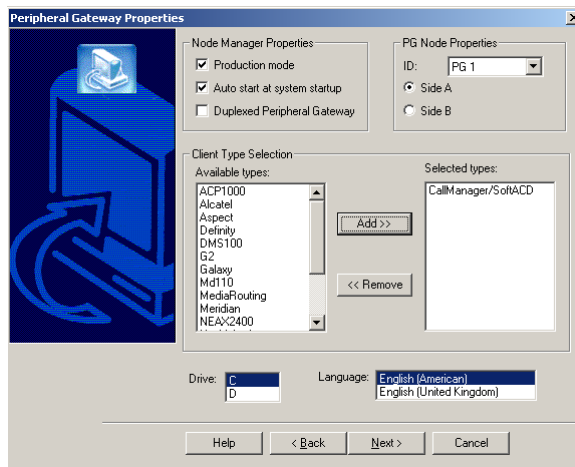 Peripheral Gateway Properties
Node Manager Properties
Production mode
Auto start at system startup
Duplexed Peripheral Gateway
PG Node Properties
ID: PG 1
Side A
Side B
Client Type Selection
Available types:
ACP1000
Alcatel
Aspect
Definity
DMS100
G2
Galaxy
Md110
MediaRouting
Meridian
NEAX2400
Add >>
<< Remove
Selected types:
CallManager/SoftACD
Drive:
C
D
Language:
English (American)
English (United Kingdom)
Help
< Back
Next >
Cancel